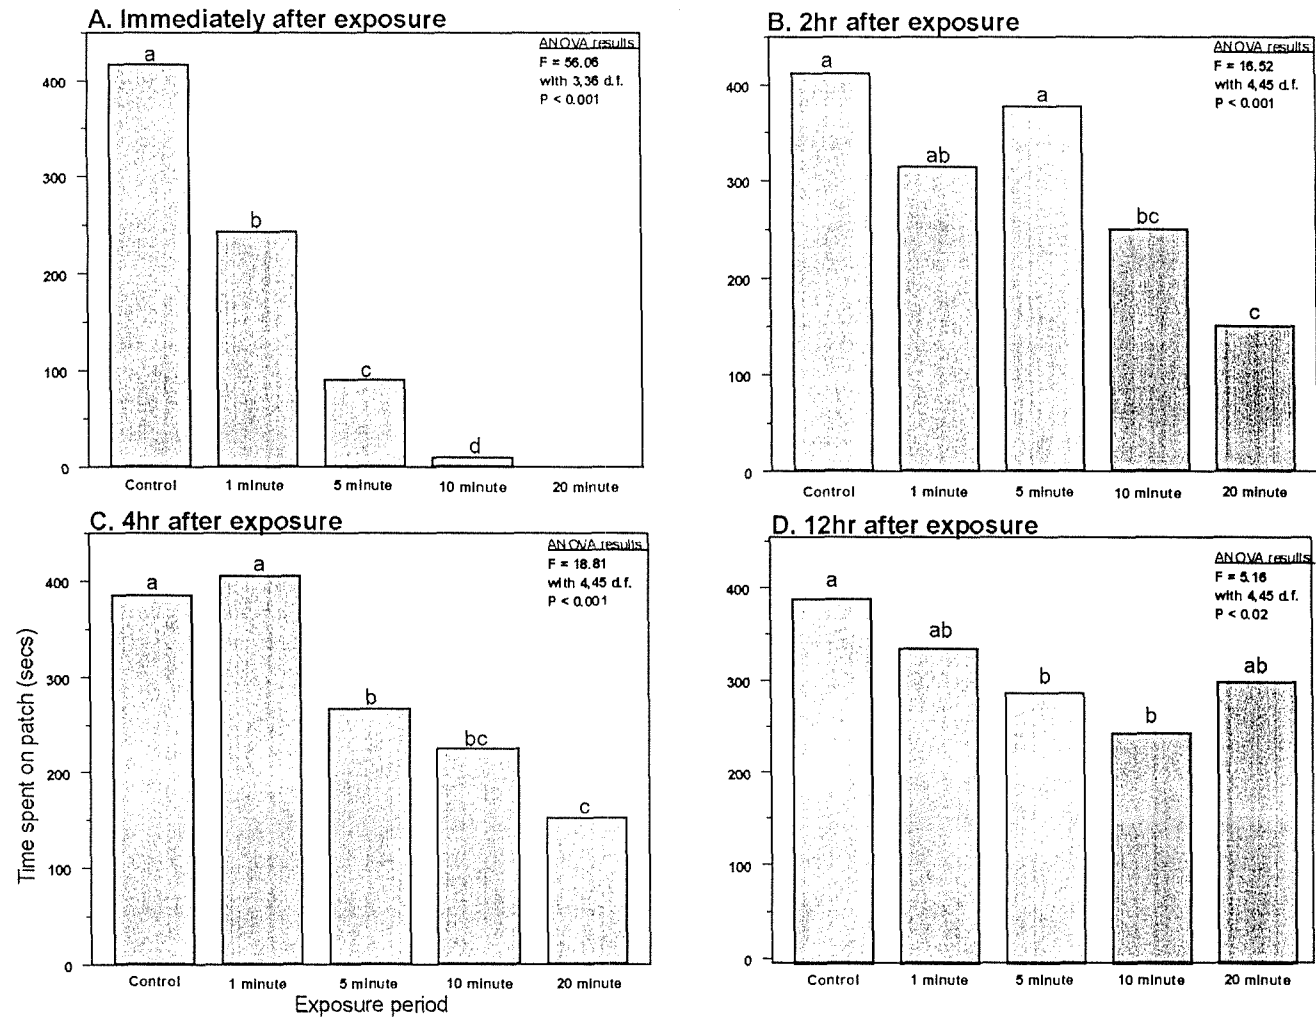 A. Immediately after exposure
ANOVA results
F = 56.06
with 3,36 d.f.
P < 0.001
a
b
c
d
400
300
200
100
0
Control 1 minute 5 minute 10 minute 20 minute
B. 2hr after exposure
ANOVA results
F = 16.52
with 4,45 d.f.
P < 0.001
a
ab
a
bc
c
400
300
200
100
0
Control 1 minute 5 minute 10 minute 20 minute
C. 4hr after exposure
ANOVA results
F = 18.81
with 4,45 d.f.
P < 0.001
a
a
b
bc
c
400
300
200
100
0
Time spent on patch (secs)
Control 1 minute 5 minute 10 minute 20 minute
Exposure period
D. 12hr after exposure
ANOVA results
F = 5.16
with 4,45 d.f.
P < 0.02
a
ab
b
b
ab
400
300
200
100
0
Control 1 minute 5 minute 10 minute 20 minute